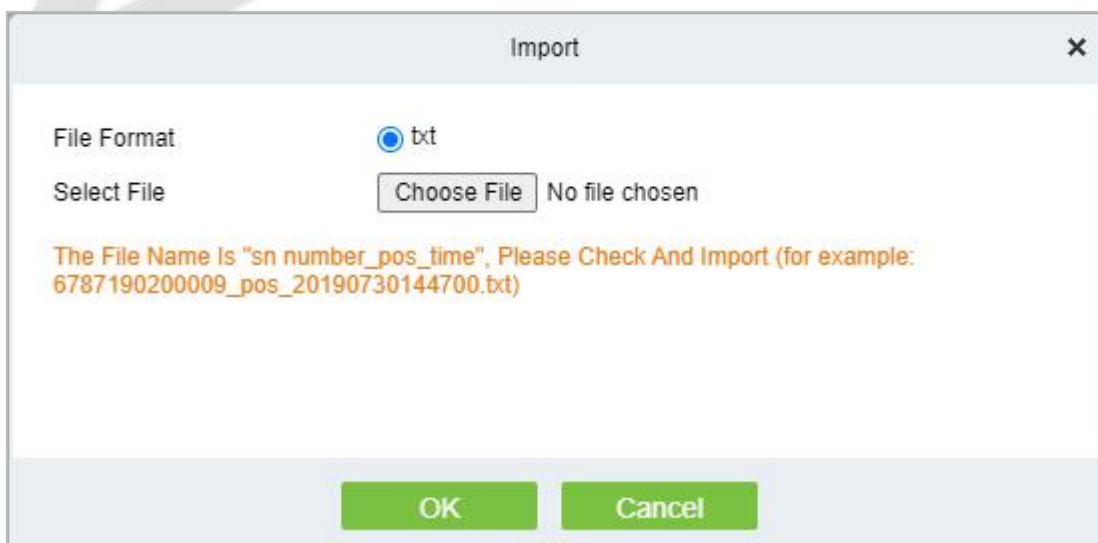 Import
File Format txt
Select File Choose File No file chosen
The File Name Is "sn number_pos_time", Please Check And Import (for example:
6787190200009_pos_20190730144700.txt)
OK Cancel